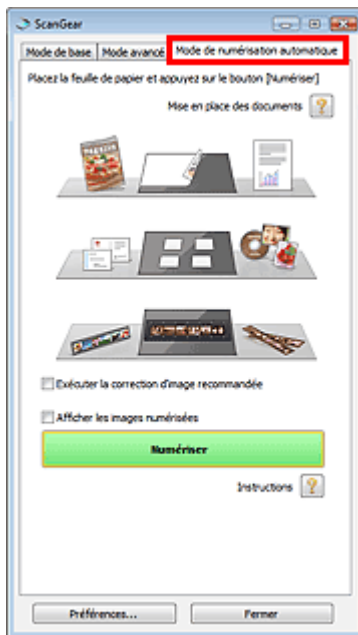 ScanGear
Mode de base Mode avancé Mode de numérisation automatique
Placez la feuille de papier et appuyez sur le bouton [Numériser]
Mise en place des documents
Exécuter la correction d'image recommandée
Afficher les images numérisées
Numériser
Instructions
Préférences... Fermer